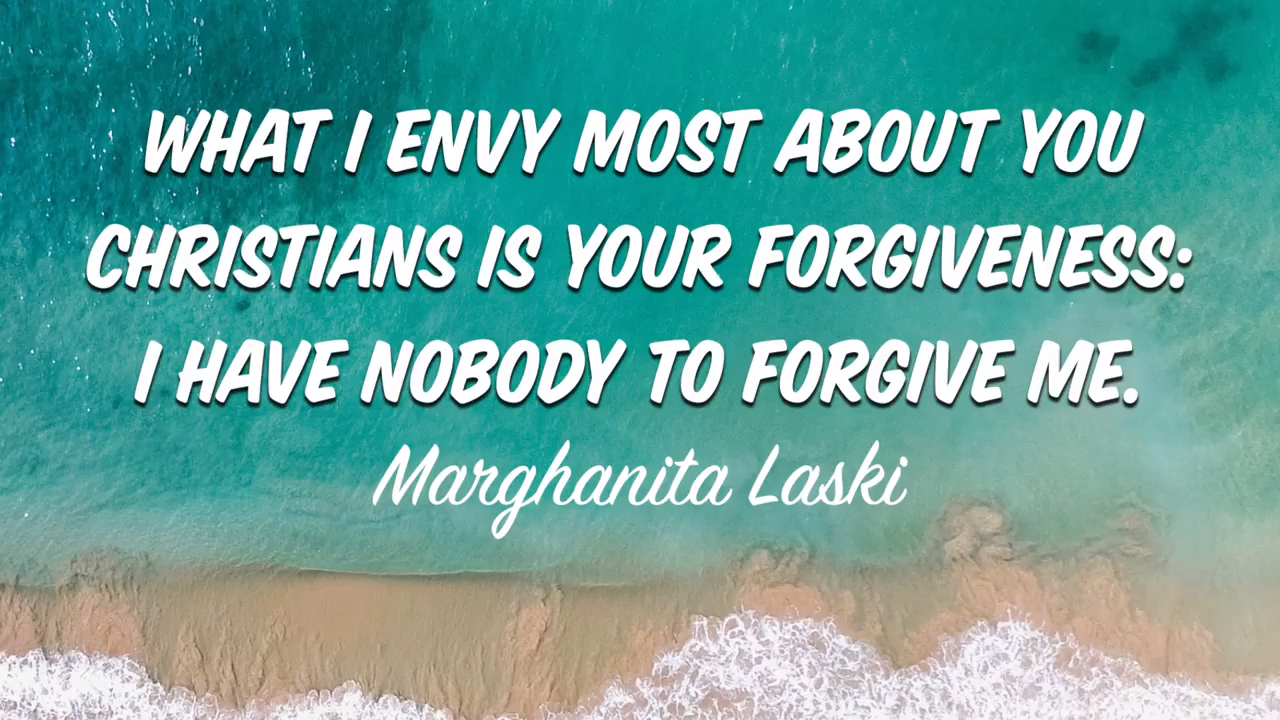 WHAT I ENVY MOST ABOUT YOU
CHRISTIANS IS YOUR FORGIVENESS:
I HAVE NOBODY TO FORGIVE ME.
Marghanita Laski